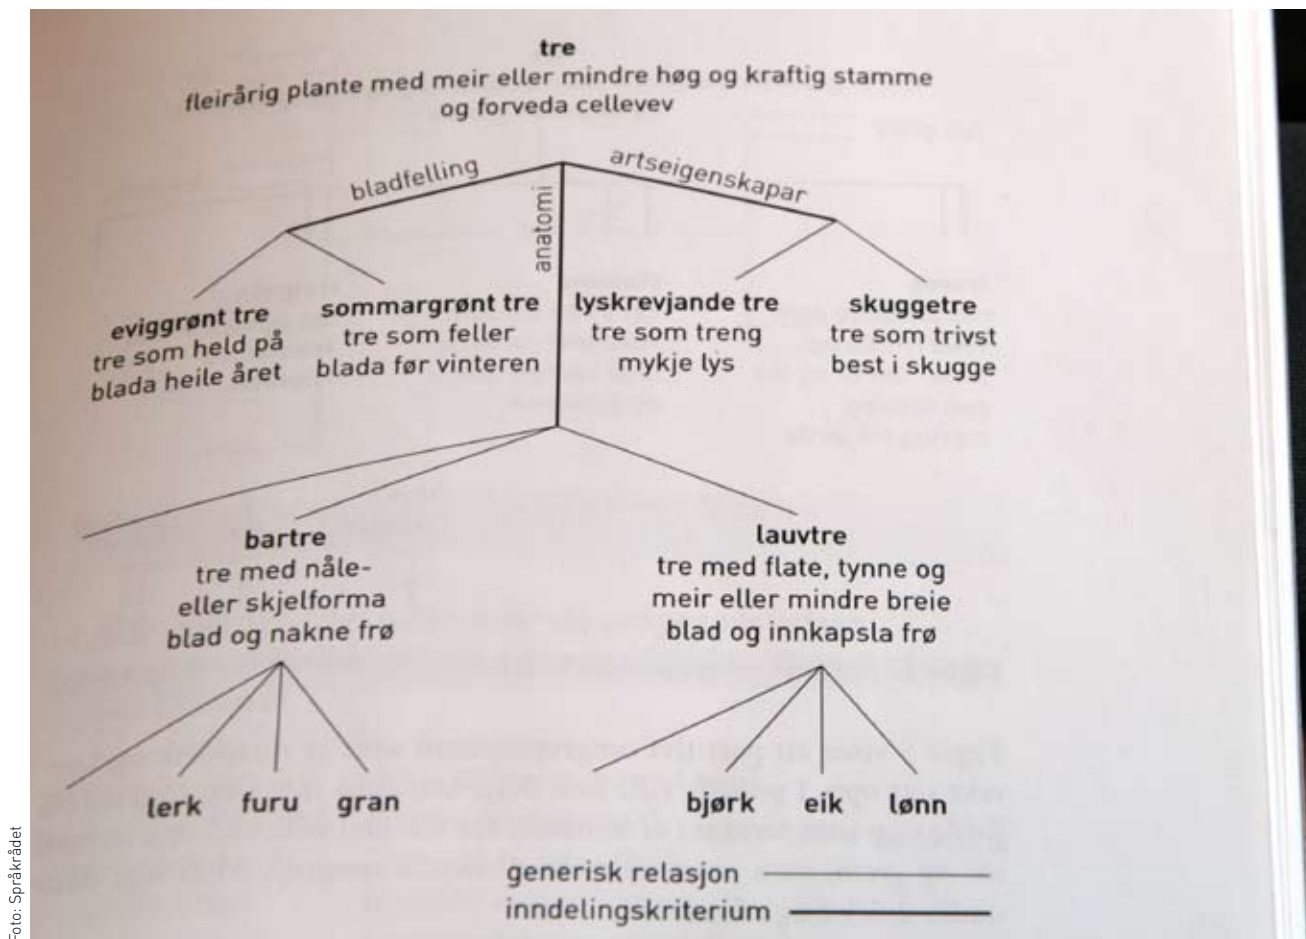 tre
fleirårig plante med meir eller mindre høg og kraftig stamme
og forveda cellevev
bladfelling
anatomi
artseigenskapar
eviggrønt tre
tre som held på
blada heile året
sommargrønt tre
tre som feller
blada før vinteren
lyskrevjande tre
tre som treng
mykje lys
skuggetre
tre som trivst
best i skugge
bartre
tre med nåle-
eller skjelforma
blad og nakne frø
lauvtre
tre med flate, tynne og
meir eller mindre breie
blad og innkapsla frø
lerk furu gran
bjørk eik lønn
generisk relasjon
inndelingskriterium
Foto: Språkrådet